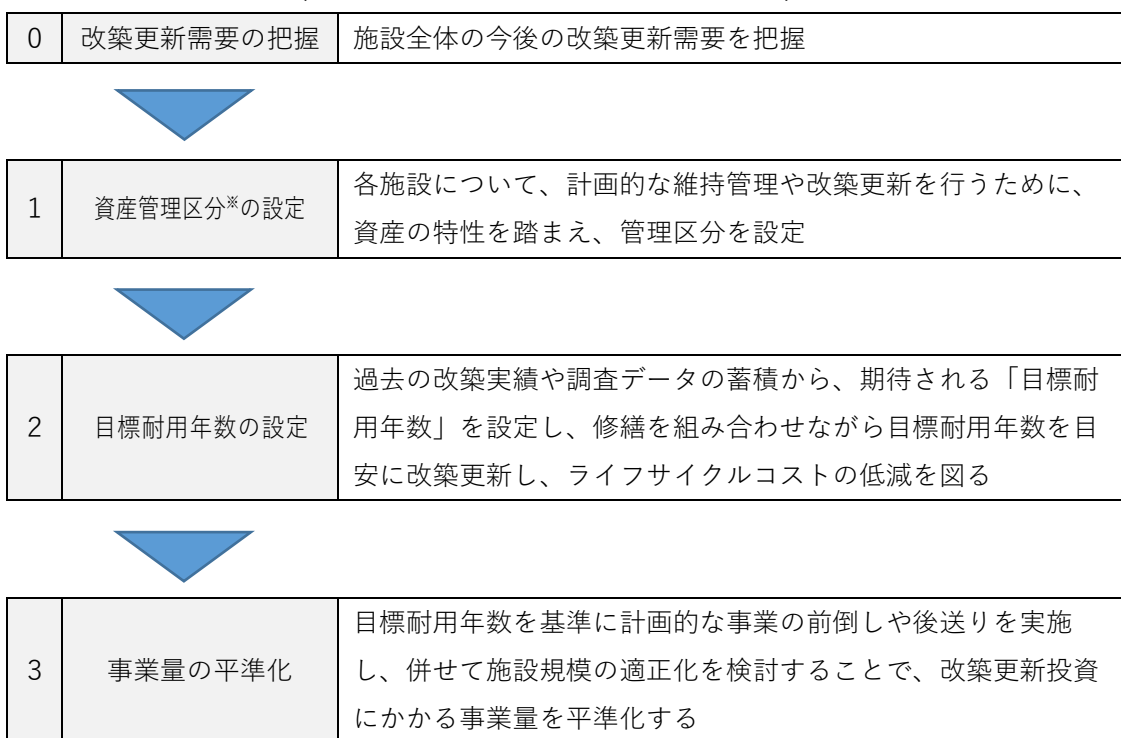 0 改築更新需要の把握 施設全体の今後の改築更新需要を把握
1 資産管理区分※の設定 各施設について、計画的な維持管理や改築更新を行うために、
資産の特性を踏まえ、管理区分を設定
2 目標耐用年数の設定 過去の改築実績や調査データの蓄積から、期待される「目標耐
用年数」を設定し、修繕を組み合わせながら目標耐用年数を目
安に改築更新し、ライフサイクルコストの低減を図る
3 事業量の平準化 目標耐用年数を基準に計画的な事業の前倒しや後送りを実施
し、併せて施設規模の適正化を検討することで、改築更新投資
にかかる事業量を平準化する